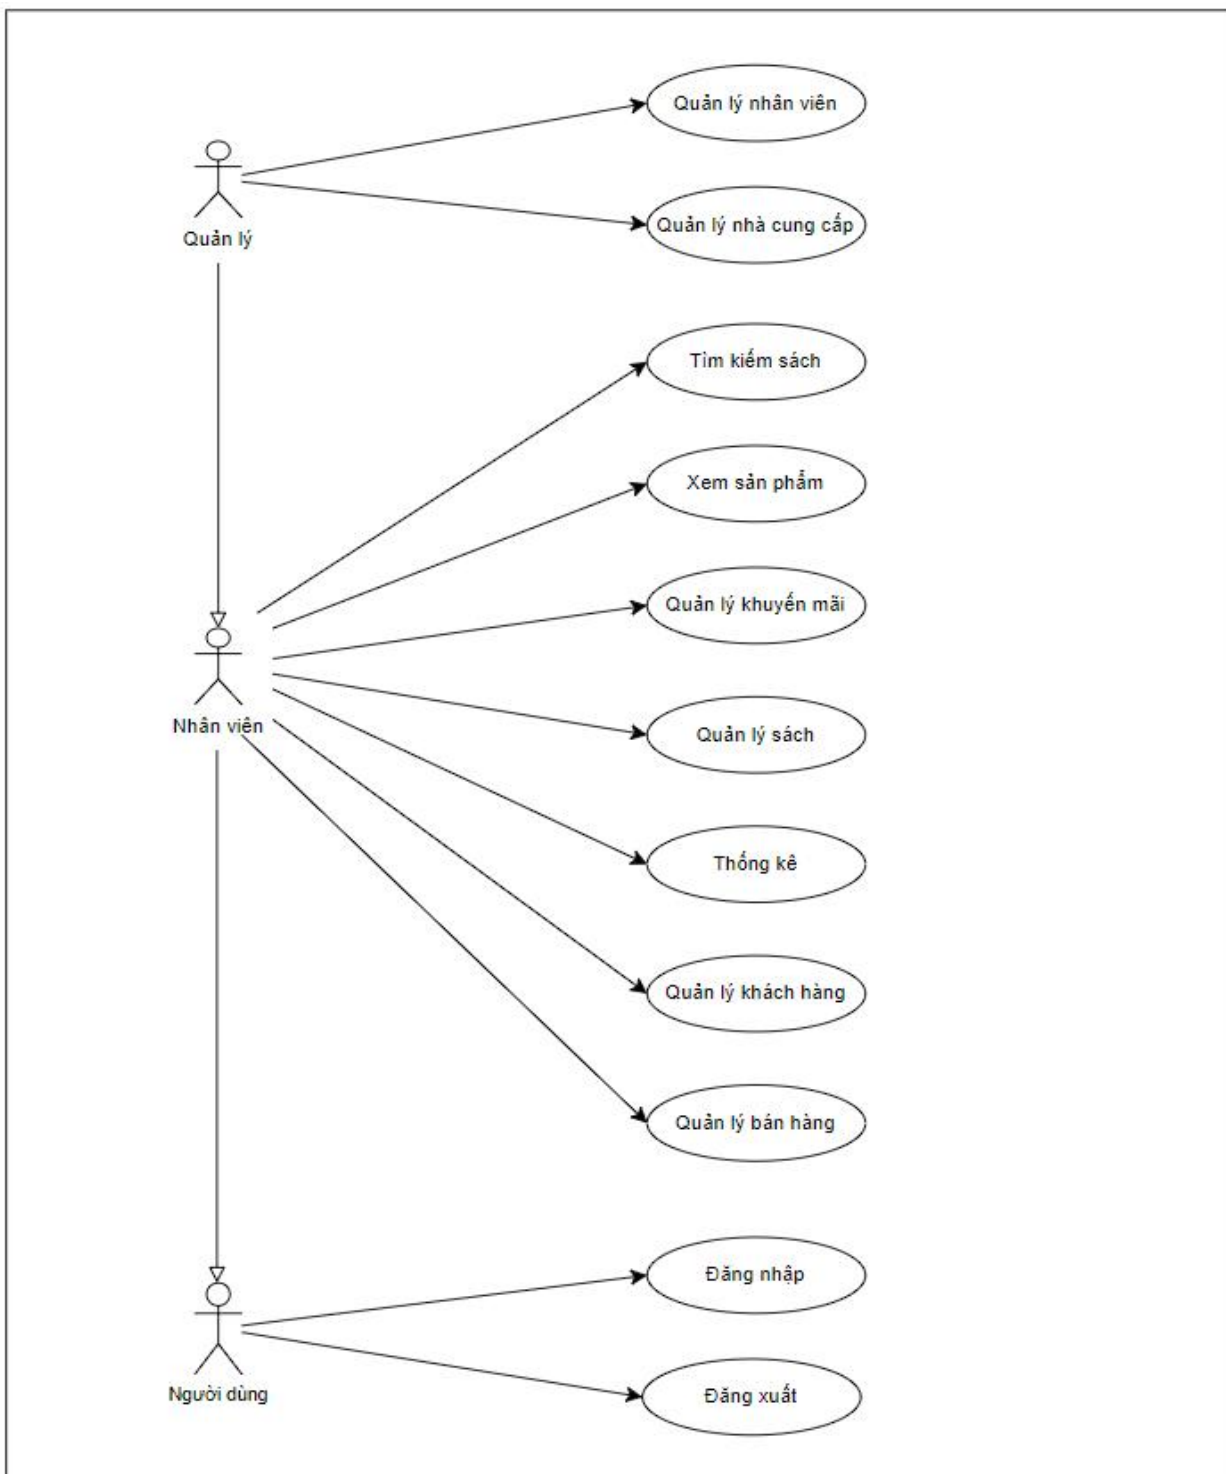 Quản lý nhân viên
Quản lý nhà cung cấp
Quản lý
Tìm kiếm sách
Xem sản phẩm
Quản lý khuyến mãi
Quản lý sách
Nhân viên
Thống kê
Quản lý khách hàng
Quản lý bán hàng
Đăng nhập
Đăng xuất
Người dùng